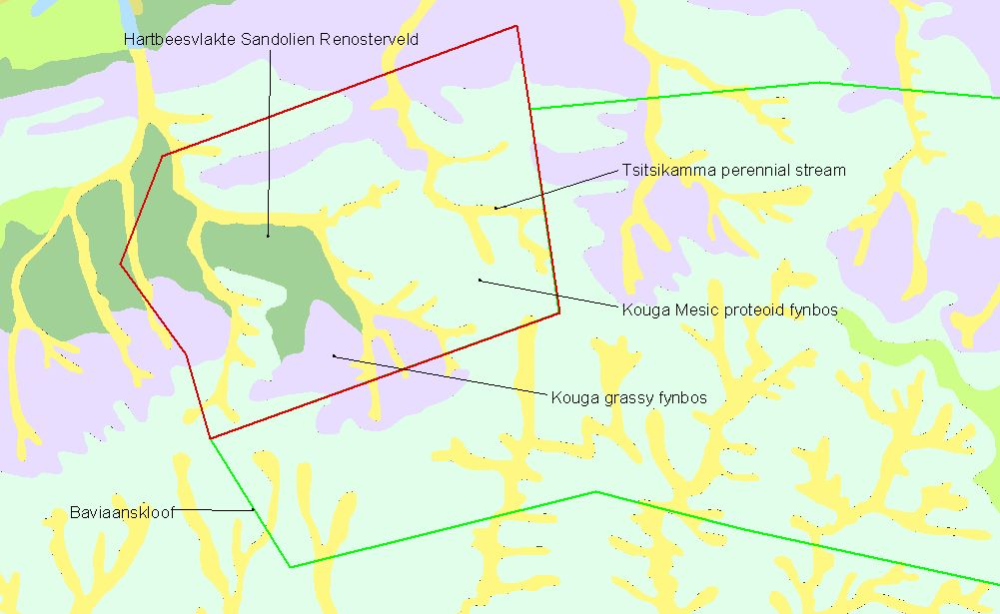 Hartbeesvlakte Sandolien Renosterveld
Tsitsikamma perennial stream
Kouga Mesic proteoid fynbos
Kouga grassy fynbos
Baviaanskloof